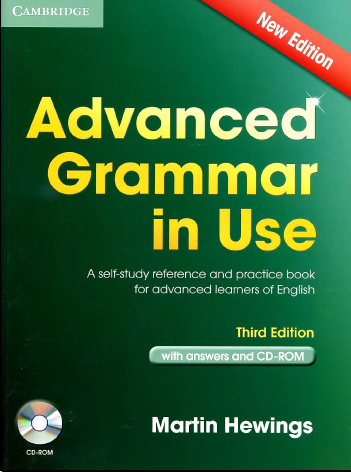 CAMBRIDGE
New Edition
Advanced
Grammar
in Use
A self-study reference and practice book
for advanced learners of English
Third Edition
with answers and CD-ROM
Martin Hewings
CD-ROM